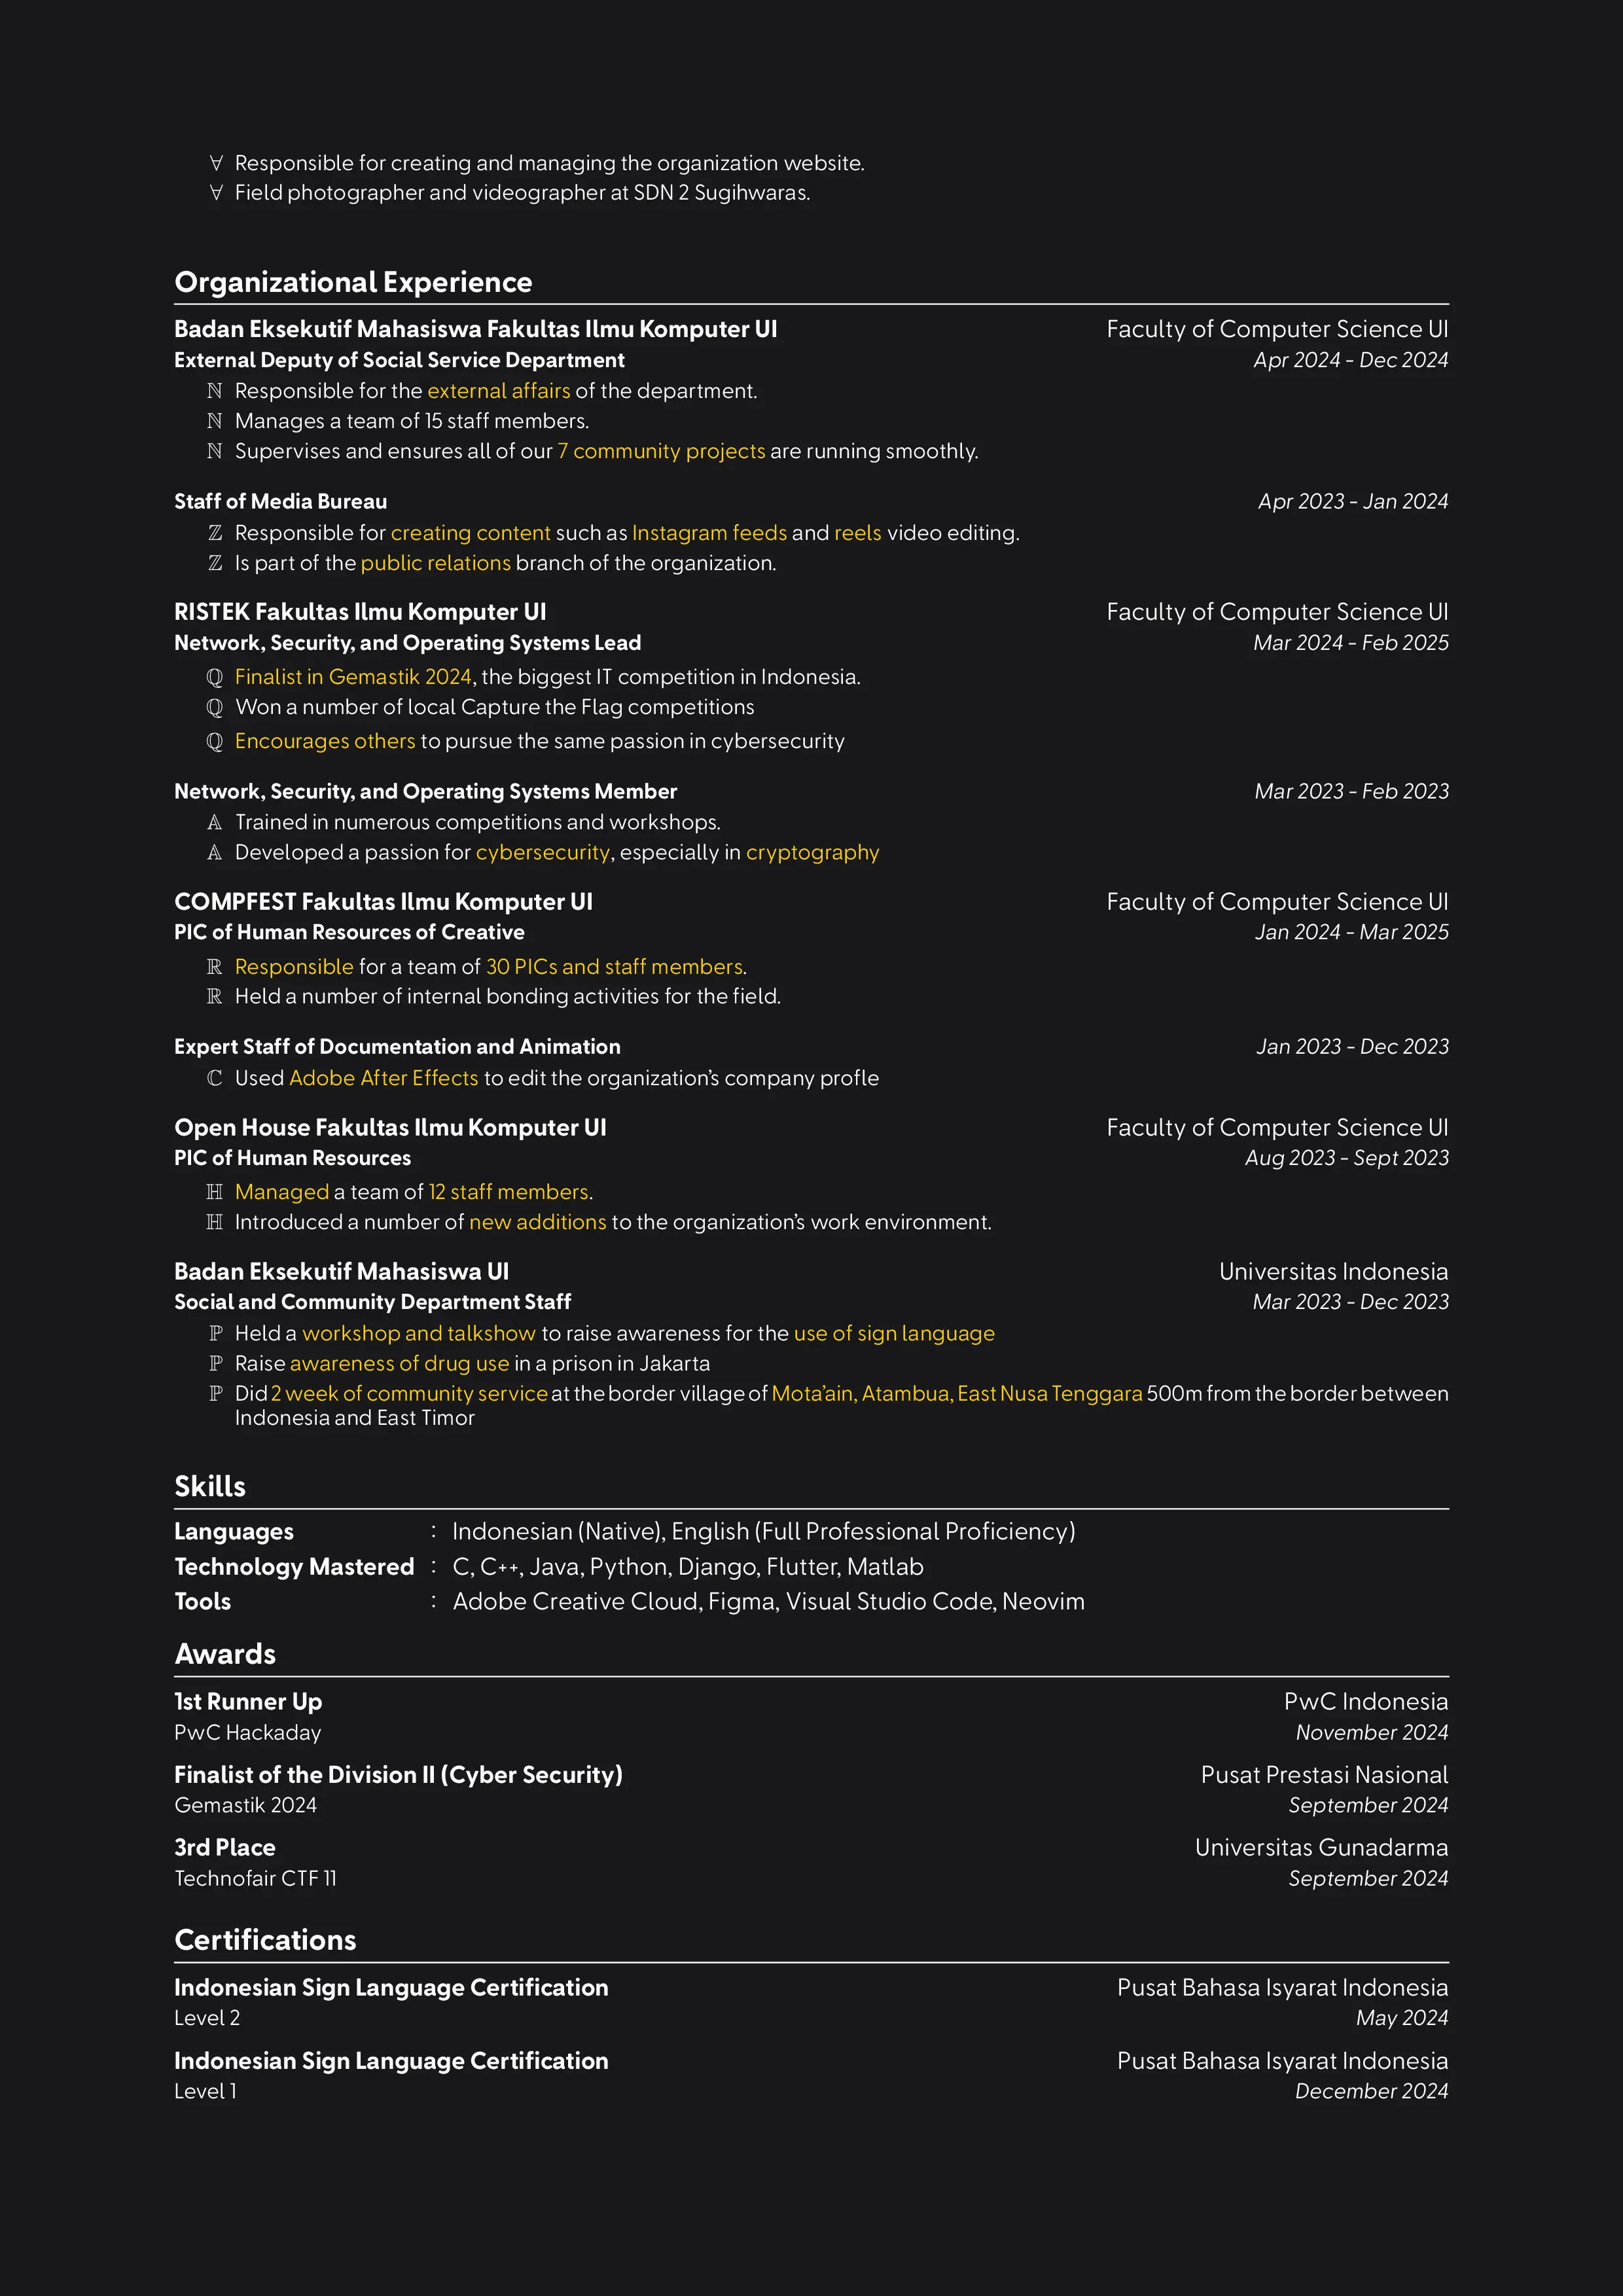 ∀ Responsible for creating and managing the organization website.
∀ Field photographer and videographer at SDN 2 Sugihwaras.
Organizational Experience
Badan Eksekutif Mahasiswa Fakultas Ilmu Komputer UI Faculty of Computer Science UI
External Deputy of Social Service Department Apr 2024 - Dec 2024
ℕ Responsible for the external affairs of the department.
ℕ Manages a team of 15 staff members.
ℕ Supervises and ensures all of our 7 community projects are running smoothly.
Staff of Media Bureau Apr 2023 - Jan 2024
ℤ Responsible for creating content such as Instagram feeds and reels video editing.
ℤ Is part of the public relations branch of the organization.
RISTEK Fakultas Ilmu Komputer UI Faculty of Computer Science UI
Network, Security, and Operating Systems Lead Mar 2024 - Feb 2025
ℚ Finalist in Gemastik 2024, the biggest IT competition in Indonesia.
ℚ Won a number of local Capture the Flag competitions
ℚ Encourages others to pursue the same passion in cybersecurity
Network, Security, and Operating Systems Member Mar 2023 - Feb 2023
𝔸 Trained in numerous competitions and workshops.
𝔸 Developed a passion for cybersecurity, especially in cryptography
COMPFEST Fakultas Ilmu Komputer UI Faculty of Computer Science UI
PIC of Human Resources of Creative Jan 2024 - Mar 2025
ℝ Responsible for a team of 30 PICs and staff members.
ℝ Held a number of internal bonding activities for the field.
Expert Staff of Documentation and Animation Jan 2023 - Dec 2023
ℂ Used Adobe After Effects to edit the organization’s company profle
Open House Fakultas Ilmu Komputer UI Faculty of Computer Science UI
PIC of Human Resources Aug 2023 - Sept 2023
ℍ Managed a team of 12 staff members.
ℍ Introduced a number of new additions to the organization’s work environment.
Badan Eksekutif Mahasiswa UI Universitas Indonesia
Social and Community Department Staff Mar 2023 - Dec 2023
ℙ Held a workshop and talkshow to raise awareness for the use of sign language
ℙ Raise awareness of drug use in a prison in Jakarta
ℙ Did 2 week of community service at the border village of Mota’ain, Atambua, East Nusa Tenggara 500m from the border between
Indonesia and East Timor
Skills
Languages : Indonesian (Native), English (Full Professional Proficiency)
Technology Mastered : C, C++, Java, Python, Django, Flutter, Matlab
Tools : Adobe Creative Cloud, Figma, Visual Studio Code, Neovim
Awards
1st Runner Up PwC Indonesia
PwC Hackaday November 2024
Finalist of the Division II (Cyber Security) Pusat Prestasi Nasional
Gemastik 2024 September 2024
3rd Place Universitas Gunadarma
Technofair CTF 11 September 2024
Certifications
Indonesian Sign Language Certification Pusat Bahasa Isyarat Indonesia
Level 2 May 2024
Indonesian Sign Language Certification Pusat Bahasa Isyarat Indonesia
Level 1 December 2024